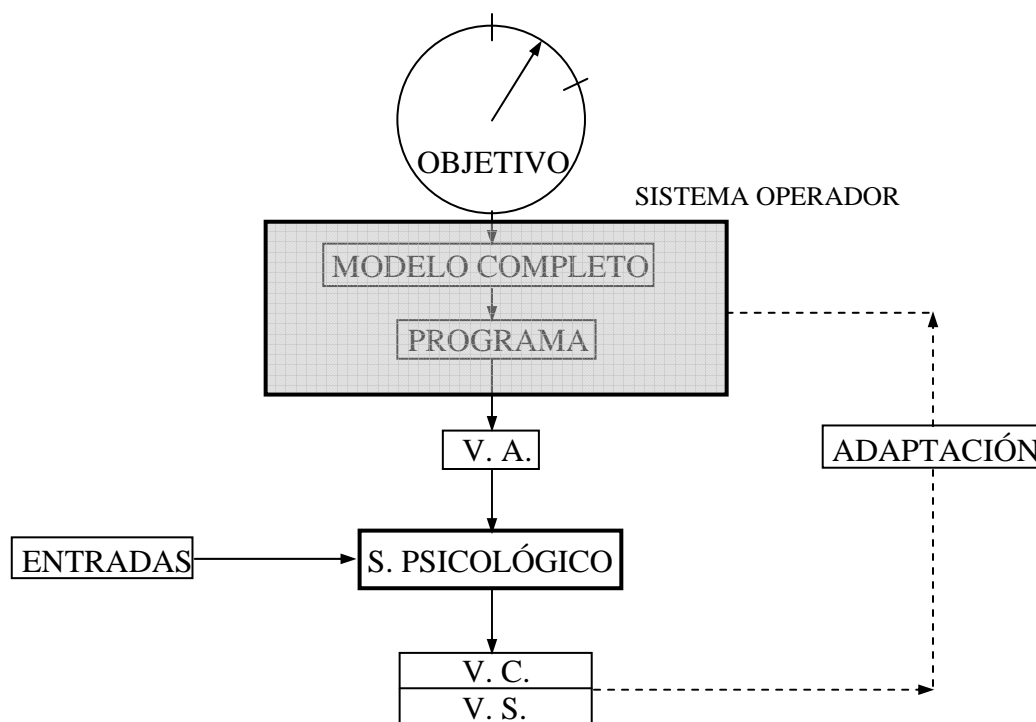 OBJETIVO
SISTEMA OPERADOR
MODELO COMPLETO
PROGRAMA
V. A.
ADAPTACIÓN
ENTRADAS
S. PSICOLÓGICO
V. C.
V. S.